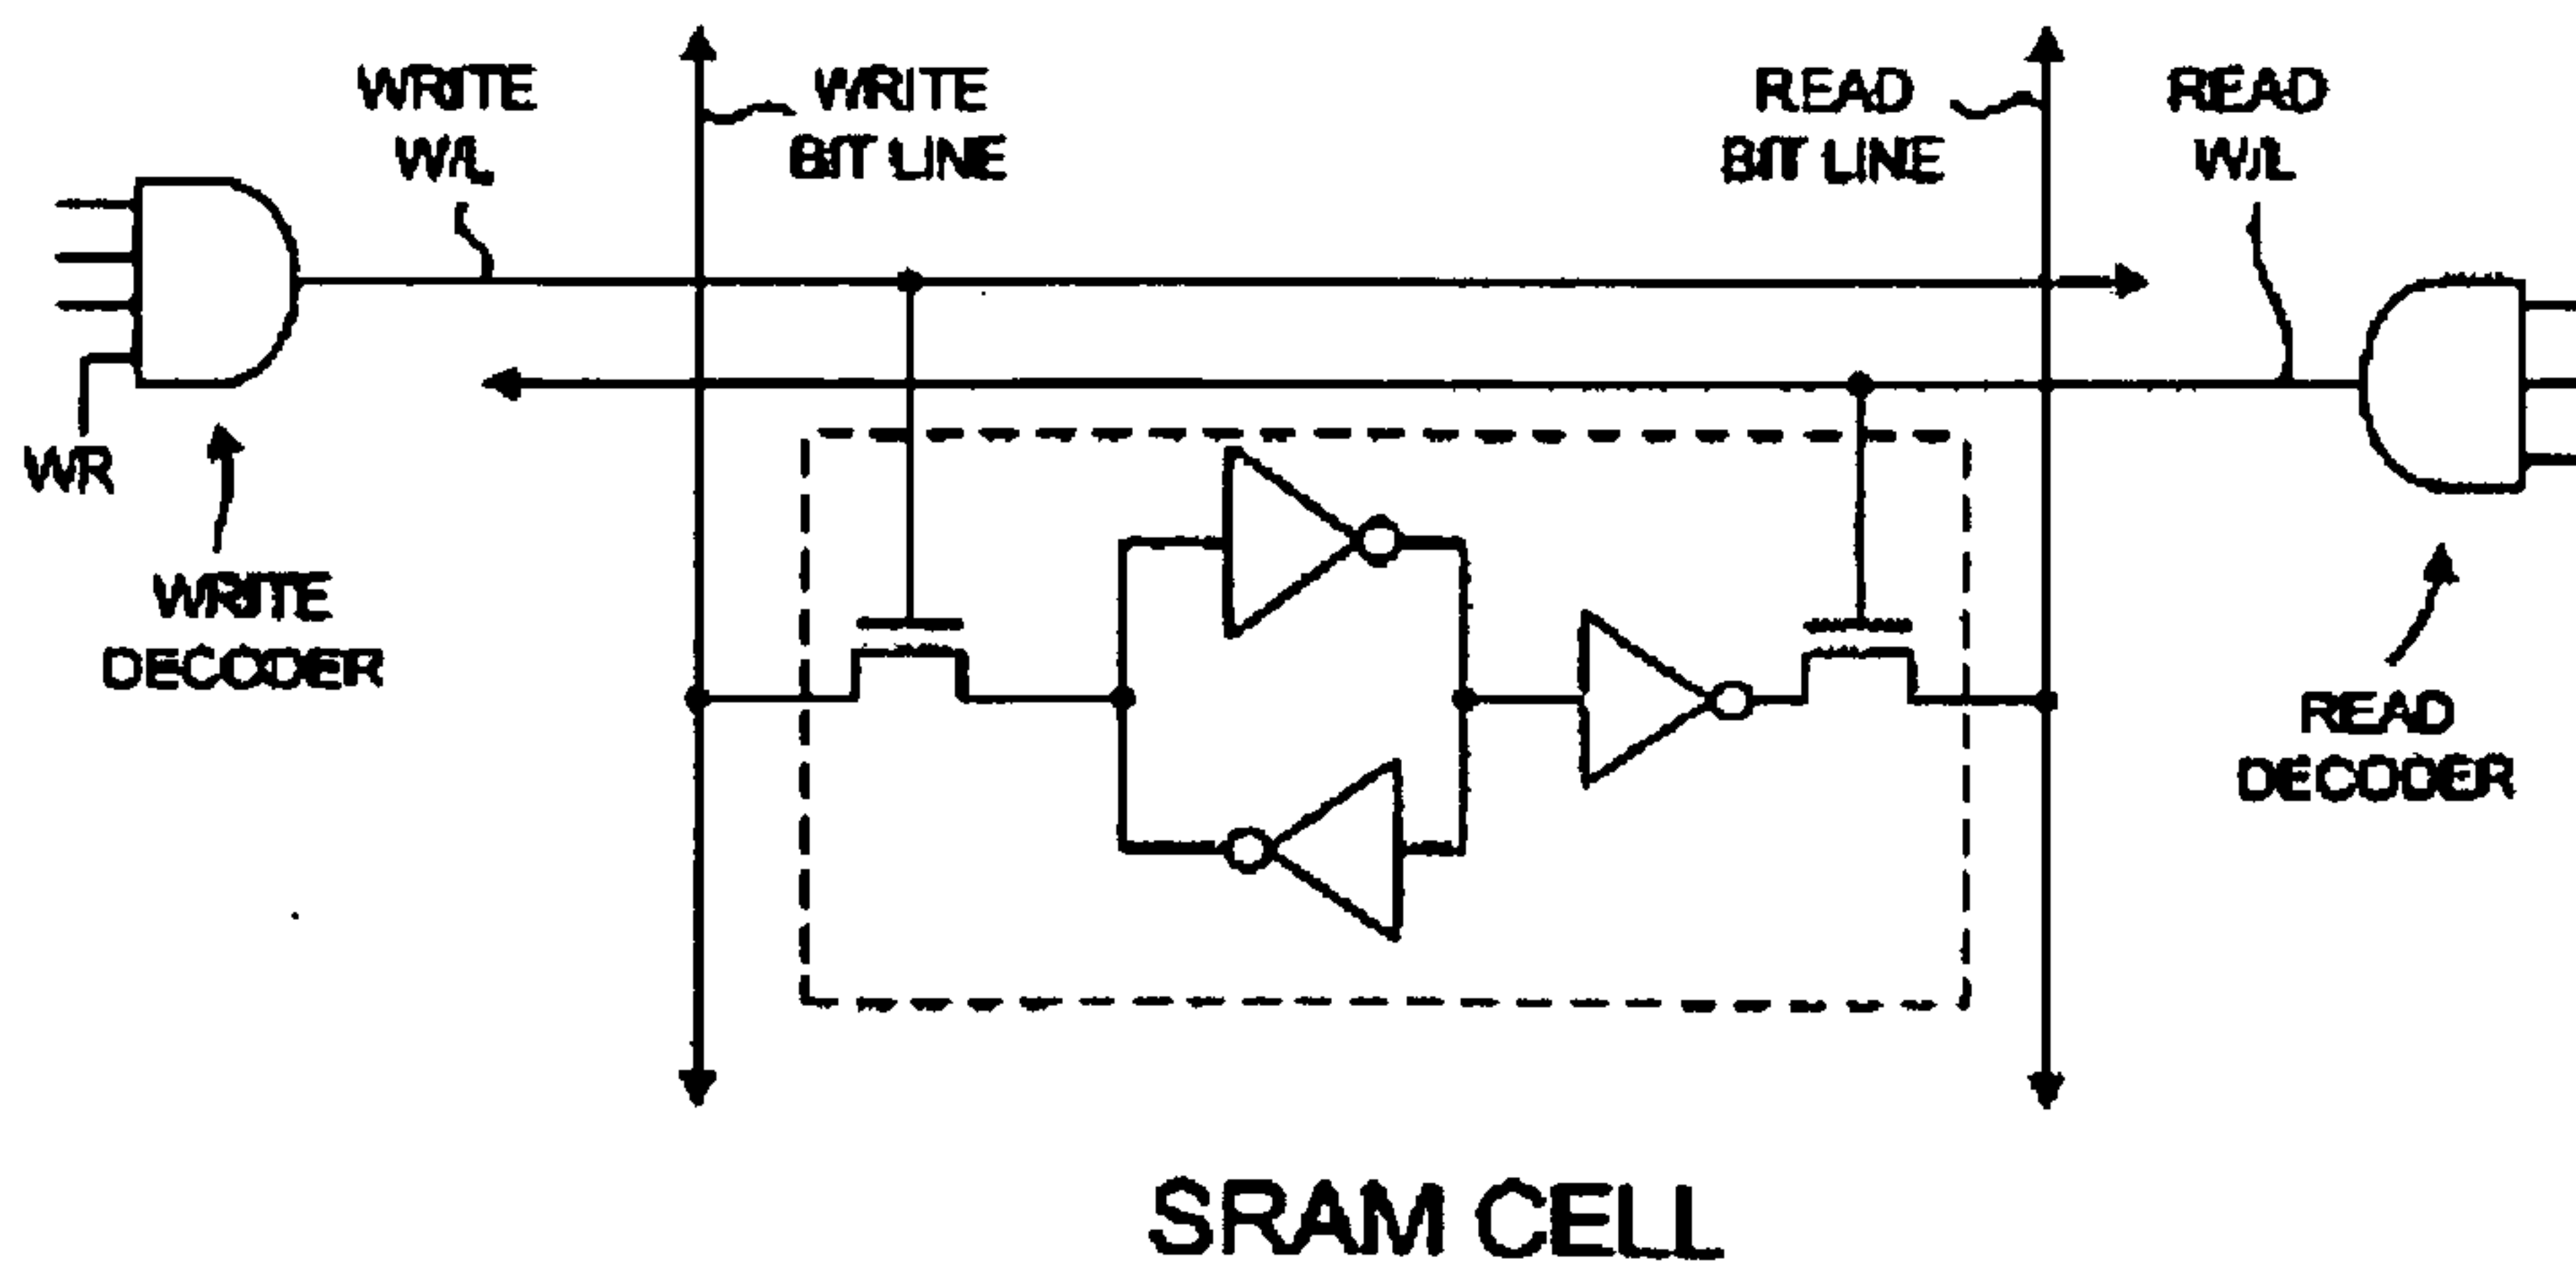 WRITE
W/L
WRITE
BIT LINE
READ
BIT LINE
READ
W/L
WR
WRITE
DECODER
READ
DECODER
SRAM CELL